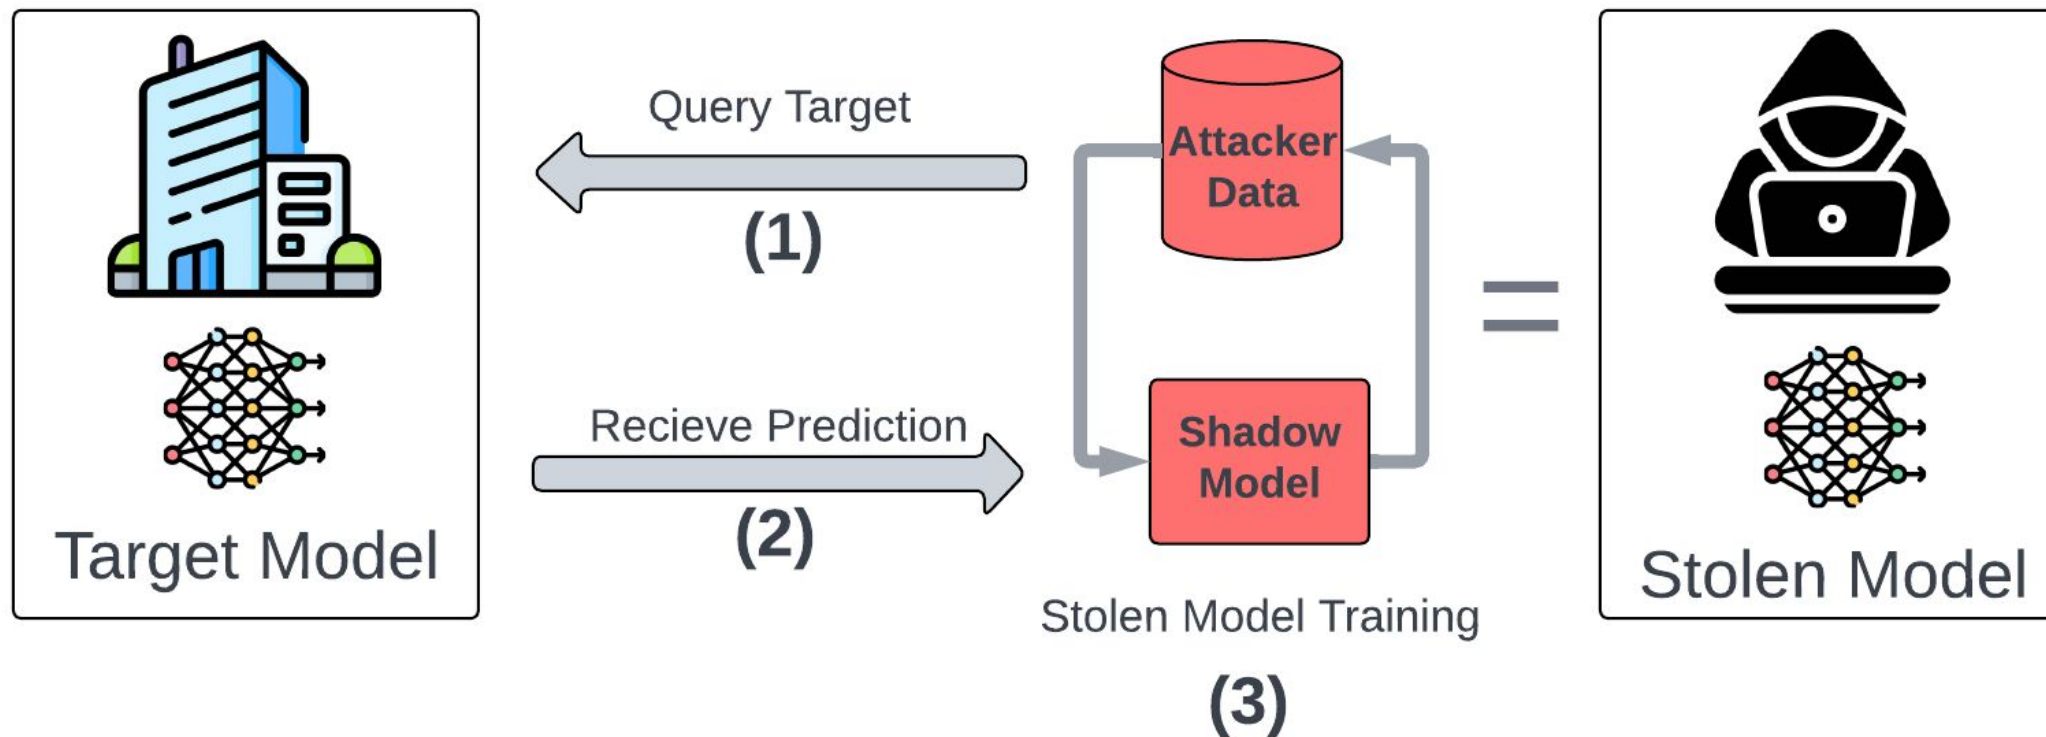 Query Target
(1)
Recieve Prediction
(2)
Target Model
Attacker
Data
Shadow
Model
Stolen Model Training
(3)
Stolen Model